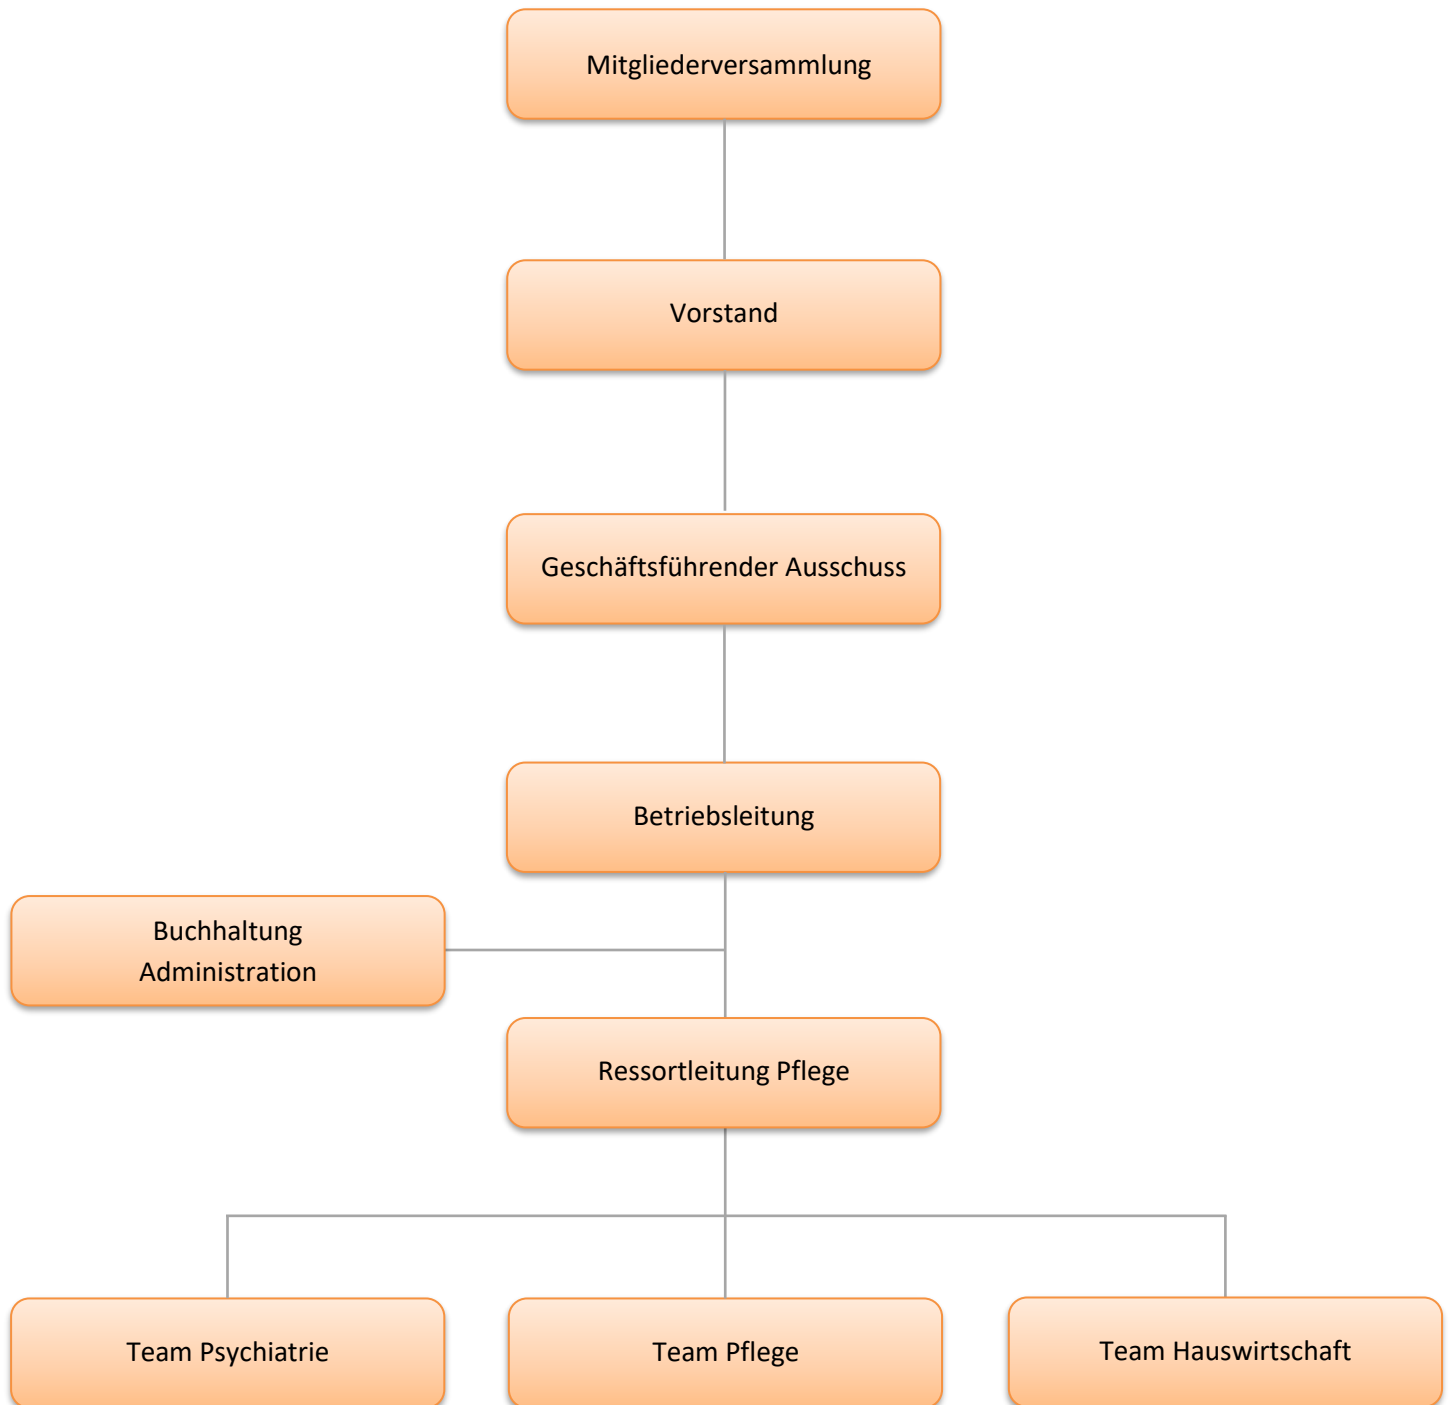 Mitgliederversammlung
Vorstand
Geschäftsführender Ausschuss
Betriebsleitung
Buchhaltung
Administration
Ressortleitung Pflege
Team Psychiatrie
Team Pflege
Team Hauswirtschaft